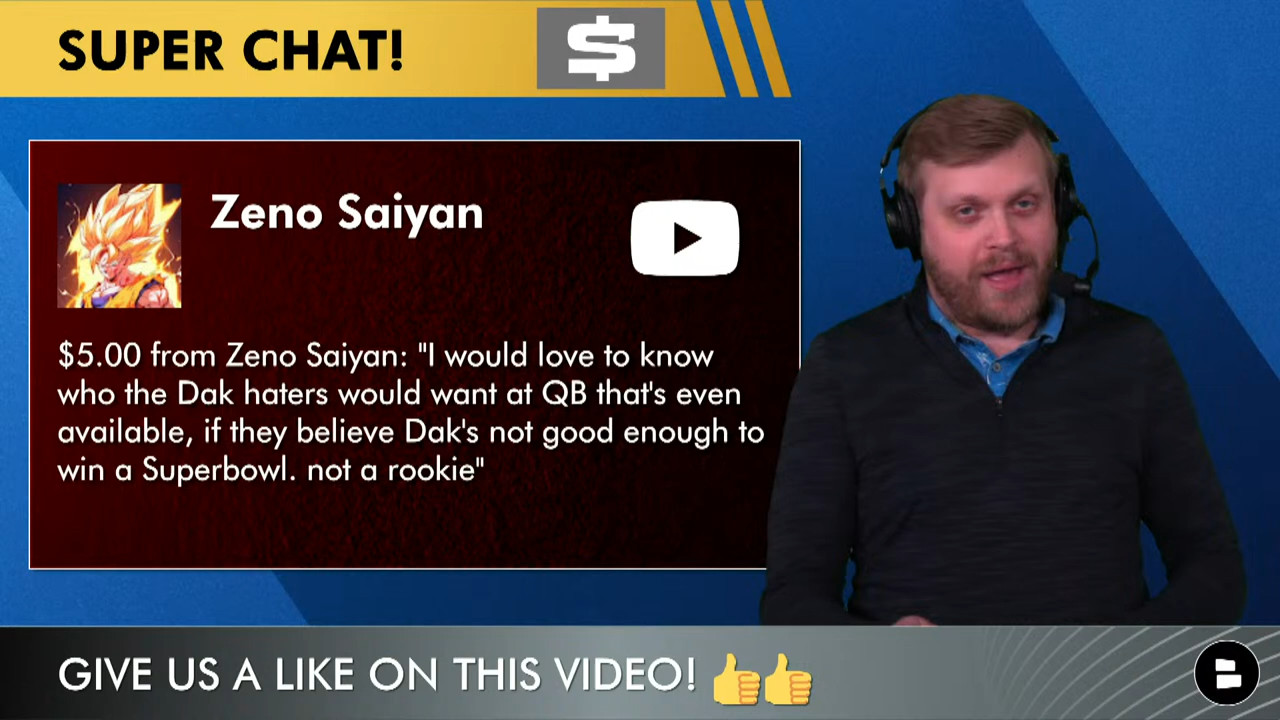 SUPER CHAT!
Zeno Saiyan
$5.00 from Zeno Saiyan: "I would love to know
who the Dak haters would want at QB that's even
available, if they believe Dak's not good enough to
win a Superbowl. not a rookie"
GIVE US A LIKE ON THIS VIDEO! 👍👍